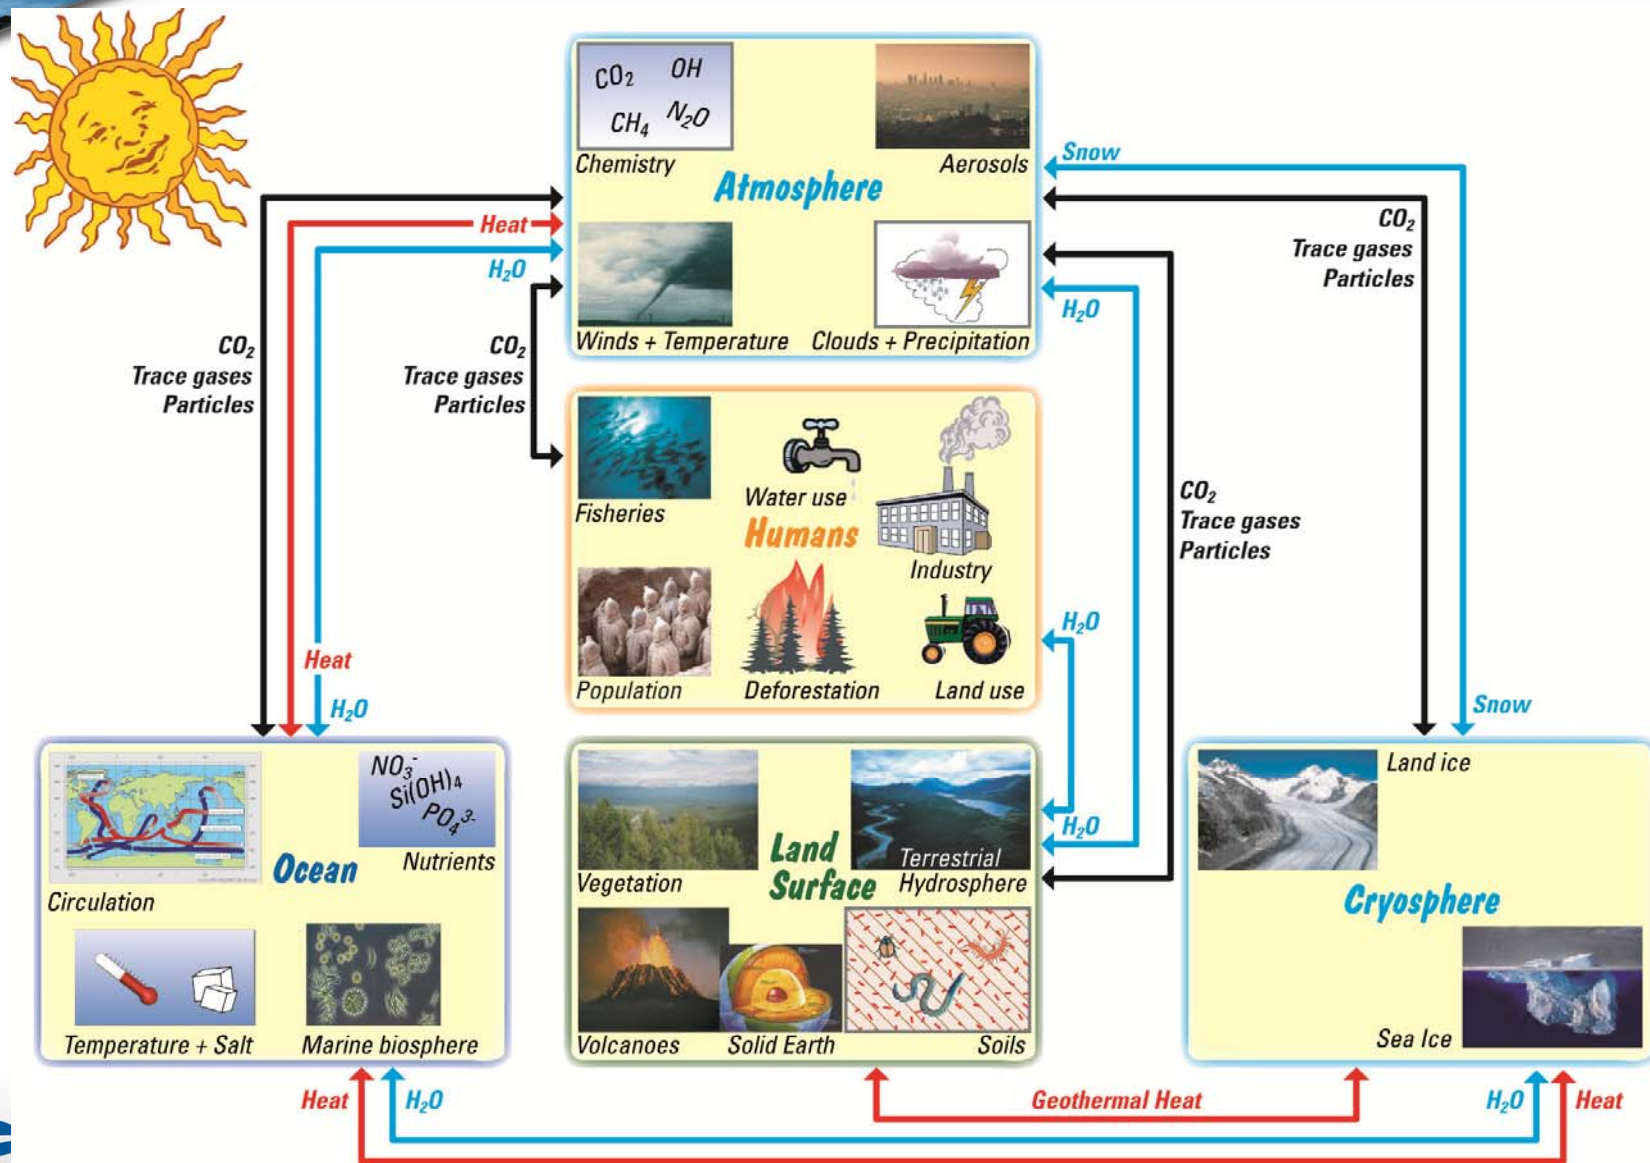 CO₂
OH
CH₄
N₂O
Chemistry
Aerosols
Atmosphere
Winds + Temperature
Clouds + Precipitation
Snow
Heat
H₂O
CO₂
Trace gases
Particles
CO₂
Trace gases
Particles
H₂O
CO₂
Trace gases
Particles
Fisheries
Water use
Humans
Industry
Population
Deforestation
Land use
CO₂
Trace gases
Particles
H₂O
Heat
H₂O
H₂O
Snow
NO₃⁻
Si(OH)₄
PO₄³⁻
Circulation
Ocean
Nutrients
Temperature + Salt
Marine biosphere
Vegetation
Land
Surface
Terrestrial
Hydrosphere
Volcanoes
Solid Earth
Soils
Land ice
Cryosphere
Sea Ice
Heat
H₂O
Geothermal Heat
H₂O
Heat